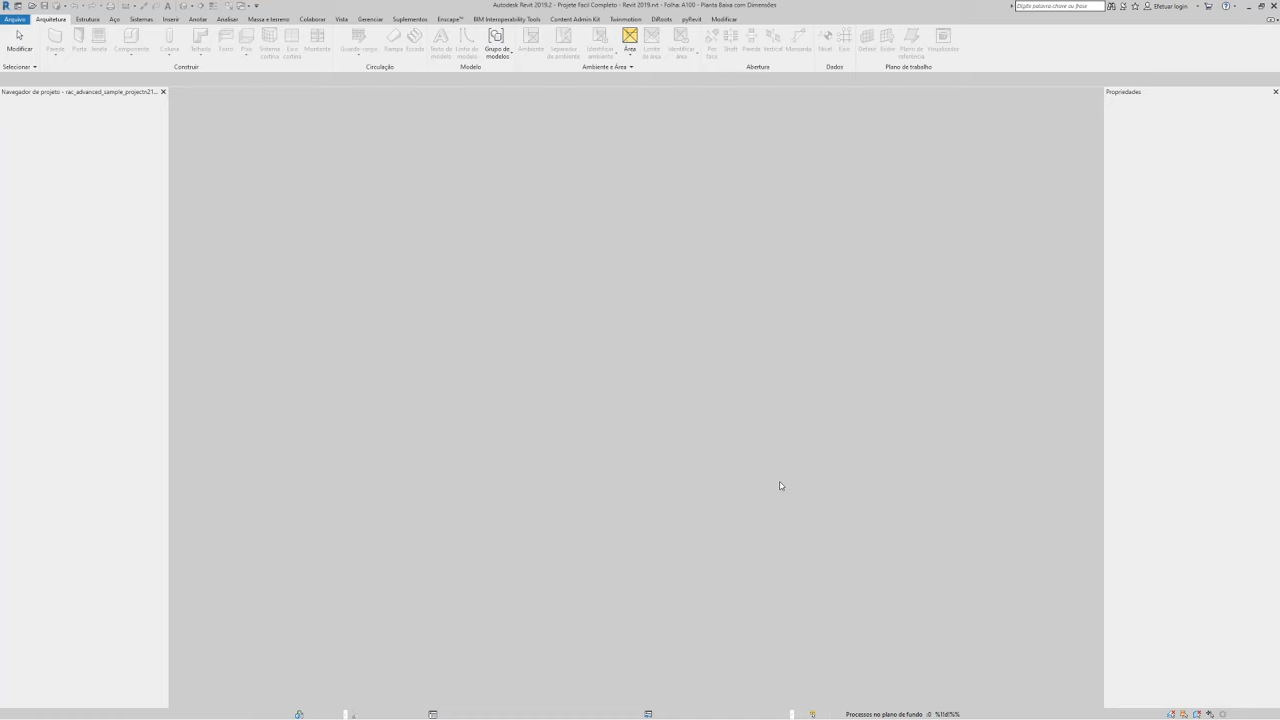 Autodesk Revit 2019.2 - Projeto Facil Completo - Revit 2019.rvt - Folha: A100 - Planta Baixa com Dimensões
Digite palavra-chave ou frase
Efetuar login
Arquivo Arquitetura Estrutura Aço Sistemas Inserir Anotar Analisar Massa e terreno Colaborar Vista Gerenciar Suplementos Enscape™ BIM Interoperability Tools Content Admin Kit Twinmotion DiRoots pyRevit Modificar
Modificar Parede Porta Janela Componente Coluna Telhado Forro Piso Sistema cortina Eixo cortina Montante Guarda-corpo Rampa Escada Texto de modelo Linha de modelo Grupo de modelos Ambiente Separador de ambiente Identificar ambiente Área Limite de área Identificar área Por face Shaft Parede Vertical Mansarda Nível Eixo Definir Exibir Plano de referência Visualizador
Selecionar Construir Circulação Modelo Ambiente e Área Abertura Dados Plano de trabalho
Navegador de projeto - rac_advanced_sample_projectn21...
Propriedades
Processos no plano de fundo :0 %1!d!%%